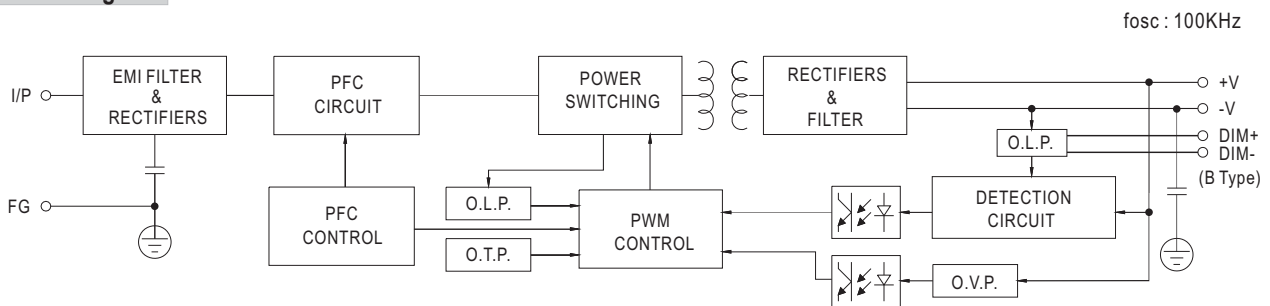 fosc : 100KHz
I/P
EMI FILTER
&
RECTIFIERS
PFC
CIRCUIT
POWER
SWITCHING
RECTIFIERS
&
FILTER
+V
-V
DIM+
DIM-
(B Type)
O.L.P.
FG
PFC
CONTROL
O.L.P.
O.T.P.
PWM
CONTROL
DETECTION
CIRCUIT
O.V.P.